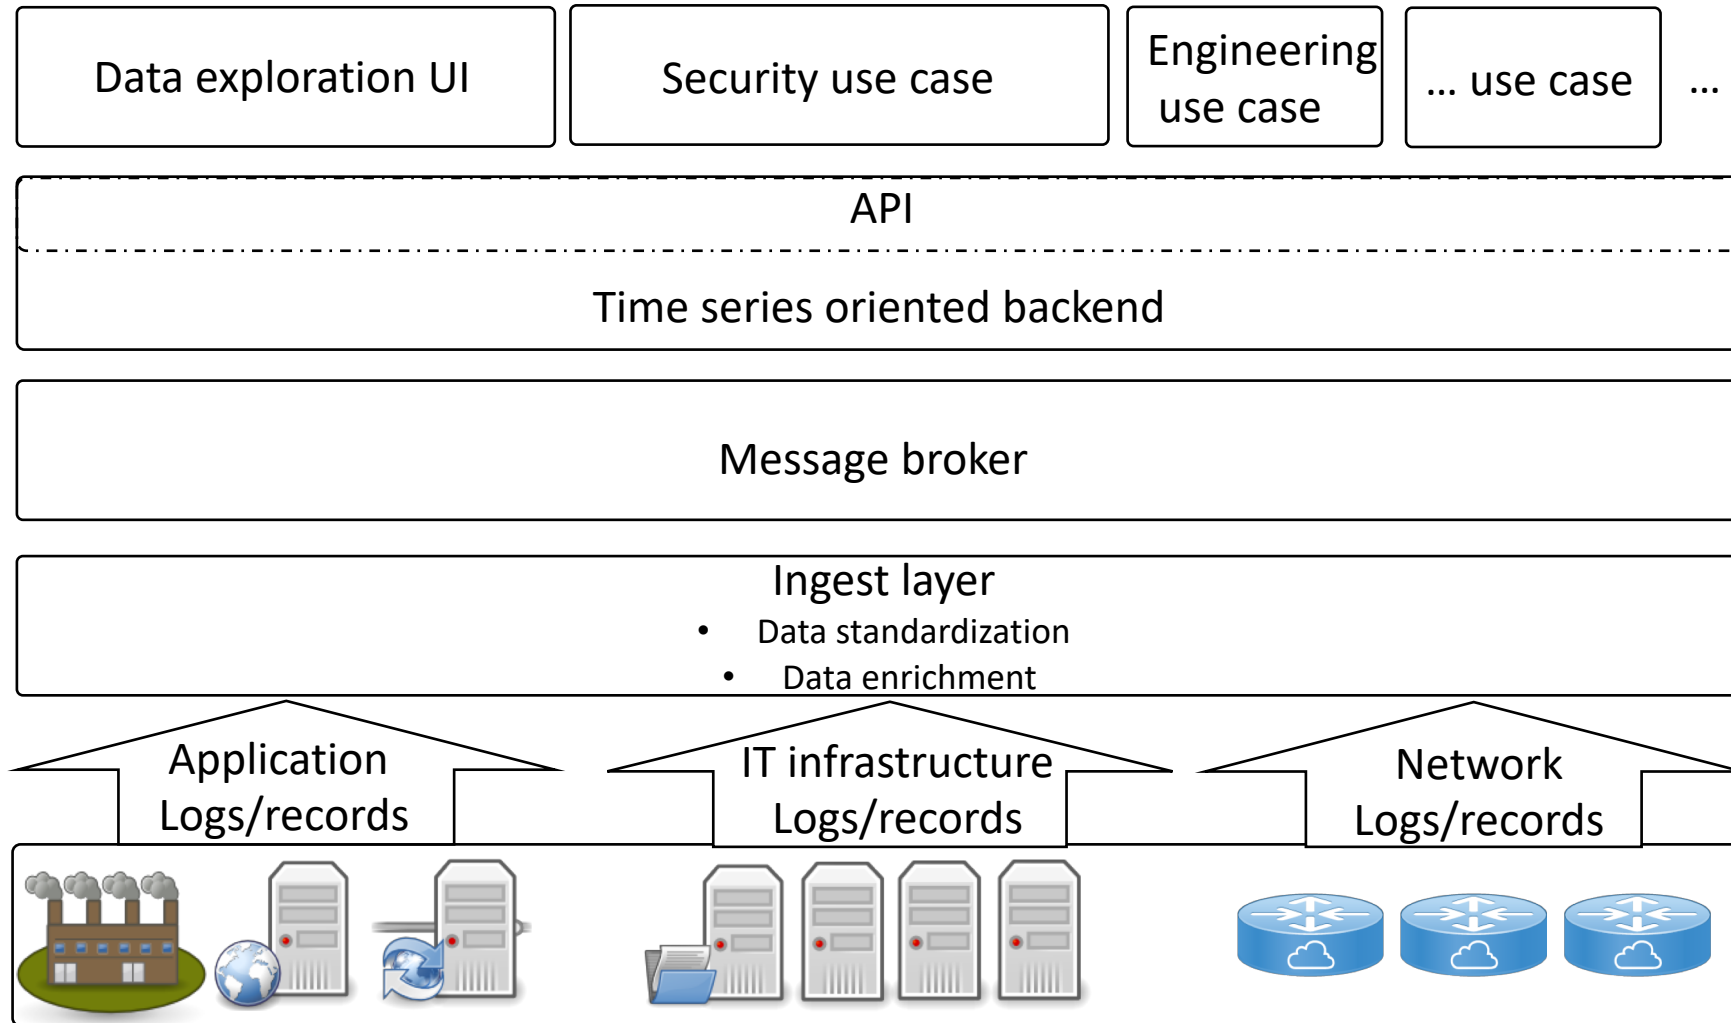 Data exploration UI
Security use case
Engineering
use case
... use case
...
API
Time series oriented backend
Message broker
Ingest layer
• Data standardization
• Data enrichment
Application
Logs/records
IT infrastructure
Logs/records
Network
Logs/records